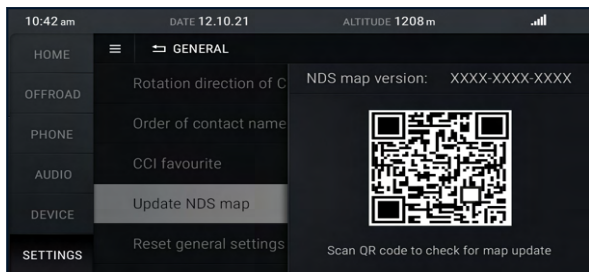 10:42 am DATE 12.10.21 ALTITUDE 1208 m
HOME
OFFROAD
PHONE
AUDIO
DEVICE
SETTINGS
GENERAL
Rotation direction of C
Order of contact name
CCI favourite
Update NDS map
Reset general settings
NDS map version: XXXX-XXXX-XXXX
Scan QR code to check for map update